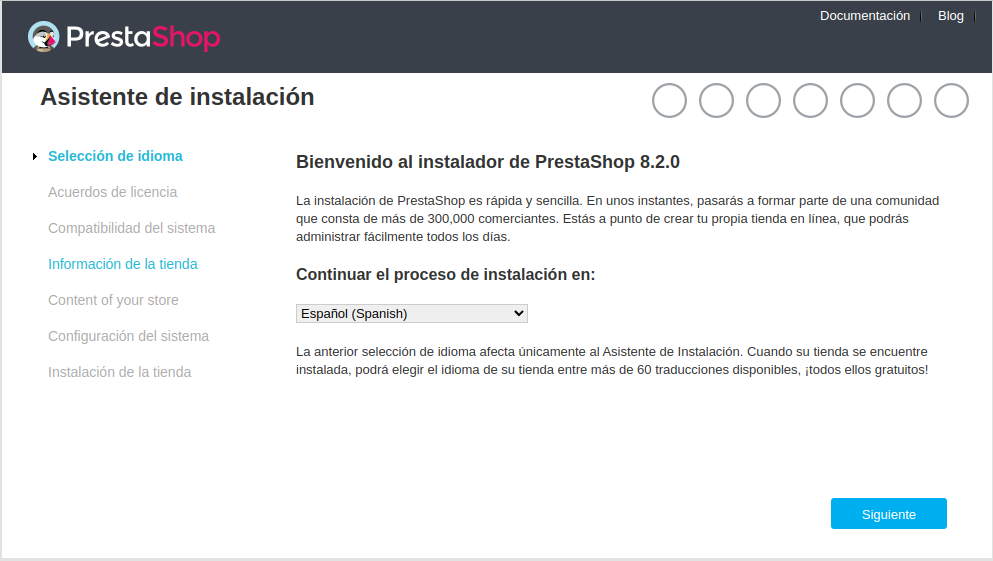 Documentación
Blog
PrestaShop
Asistente de instalación
Selección de idioma
Acuerdos de licencia
Compatibilidad del sistema
Información de la tienda
Content of your store
Configuración del sistema
Instalación de la tienda
Bienvenido al instalador de PrestaShop 8.2.0
La instalación de PrestaShop es rápida y sencilla. En unos instantes, pasarás a formar parte de una comunidad
que consta de más de 300,000 comerciantes. Estás a punto de crear tu propia tienda en línea, que podrás
administrar fácilmente todos los días.
Continuar el proceso de instalación en:
Español (Spanish)
La anterior selección de idioma afecta únicamente al Asistente de Instalación. Cuando su tienda se encuentre
instalada, podrá elegir el idioma de su tienda entre más de 60 traducciones disponibles, ¡todos ellos gratuitos!
Siguiente